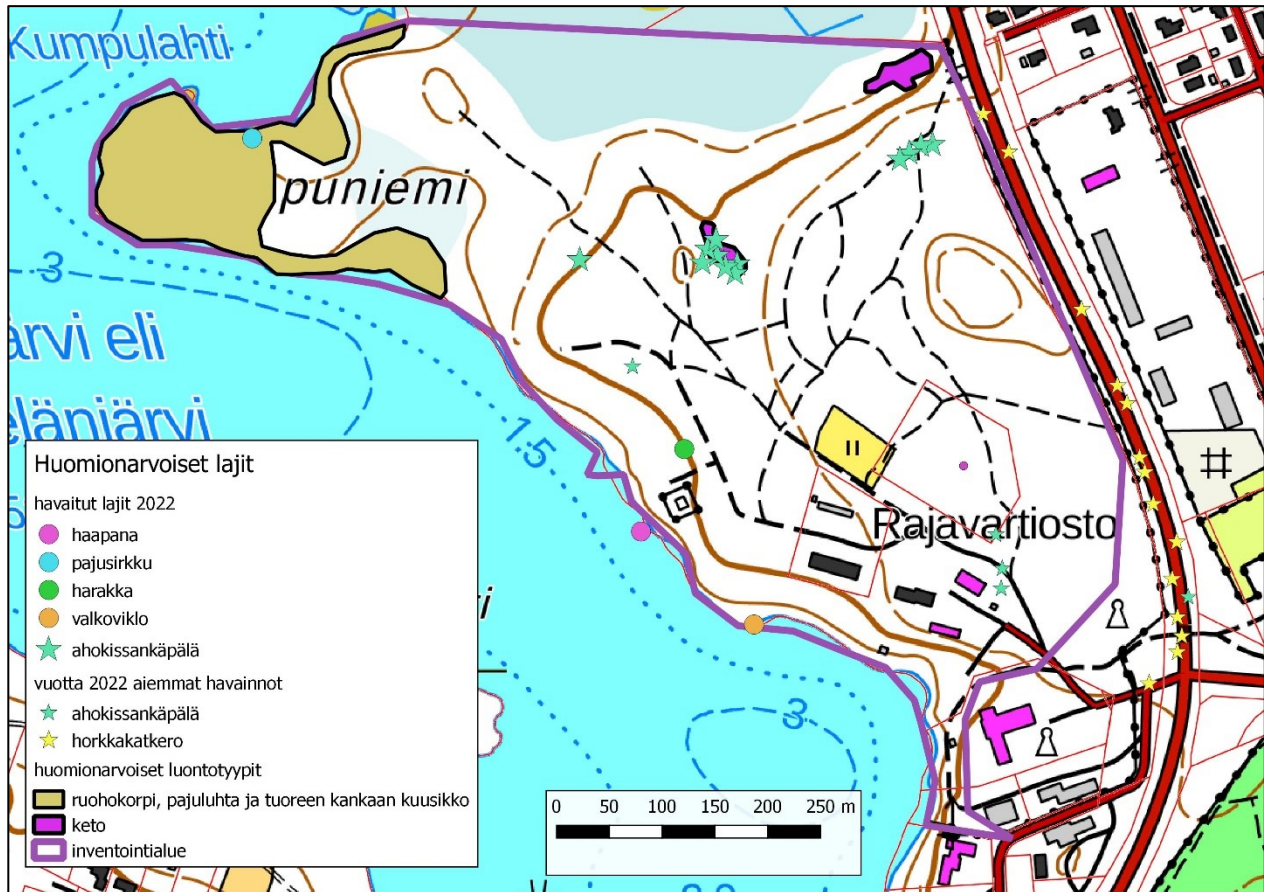 Kumpulahti
puniemi
3
ärvi eli
elänjärvi
1.5
Rajavartiosto
3
Huomionarvoiset lajit
havaitut lajit 2022
haapana
pajusirkku
harakka
valkoviklo
ahokissankäpälä
vuotta 2022 aiemmat havainnot
ahokissankäpälä
horkkakatkero
huomionarvoiset luontotyypit
ruohokorpi, pajuluhta ja tuoreen kankaan kuusikko
keto
inventointialue
0 50 100 150 200 250 m